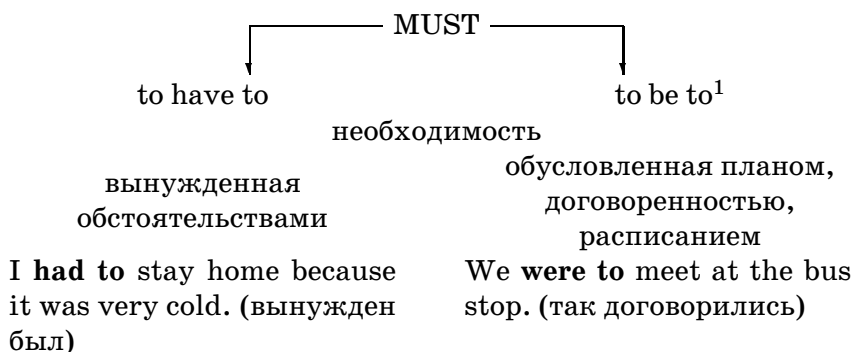 MUST
to have to
to be to1
необходимость
вынужденная
обстоятельствами
обусловленная планом,
договоренностью,
расписанием
I had to stay home because
it was very cold. (вынужден
был)
We were to meet at the bus
stop. (так договорились)